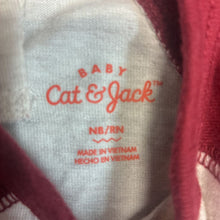 BABY
Cat & Jack™
NB/RN
MADE IN VIETNAM
HECHO EN VIETNAM